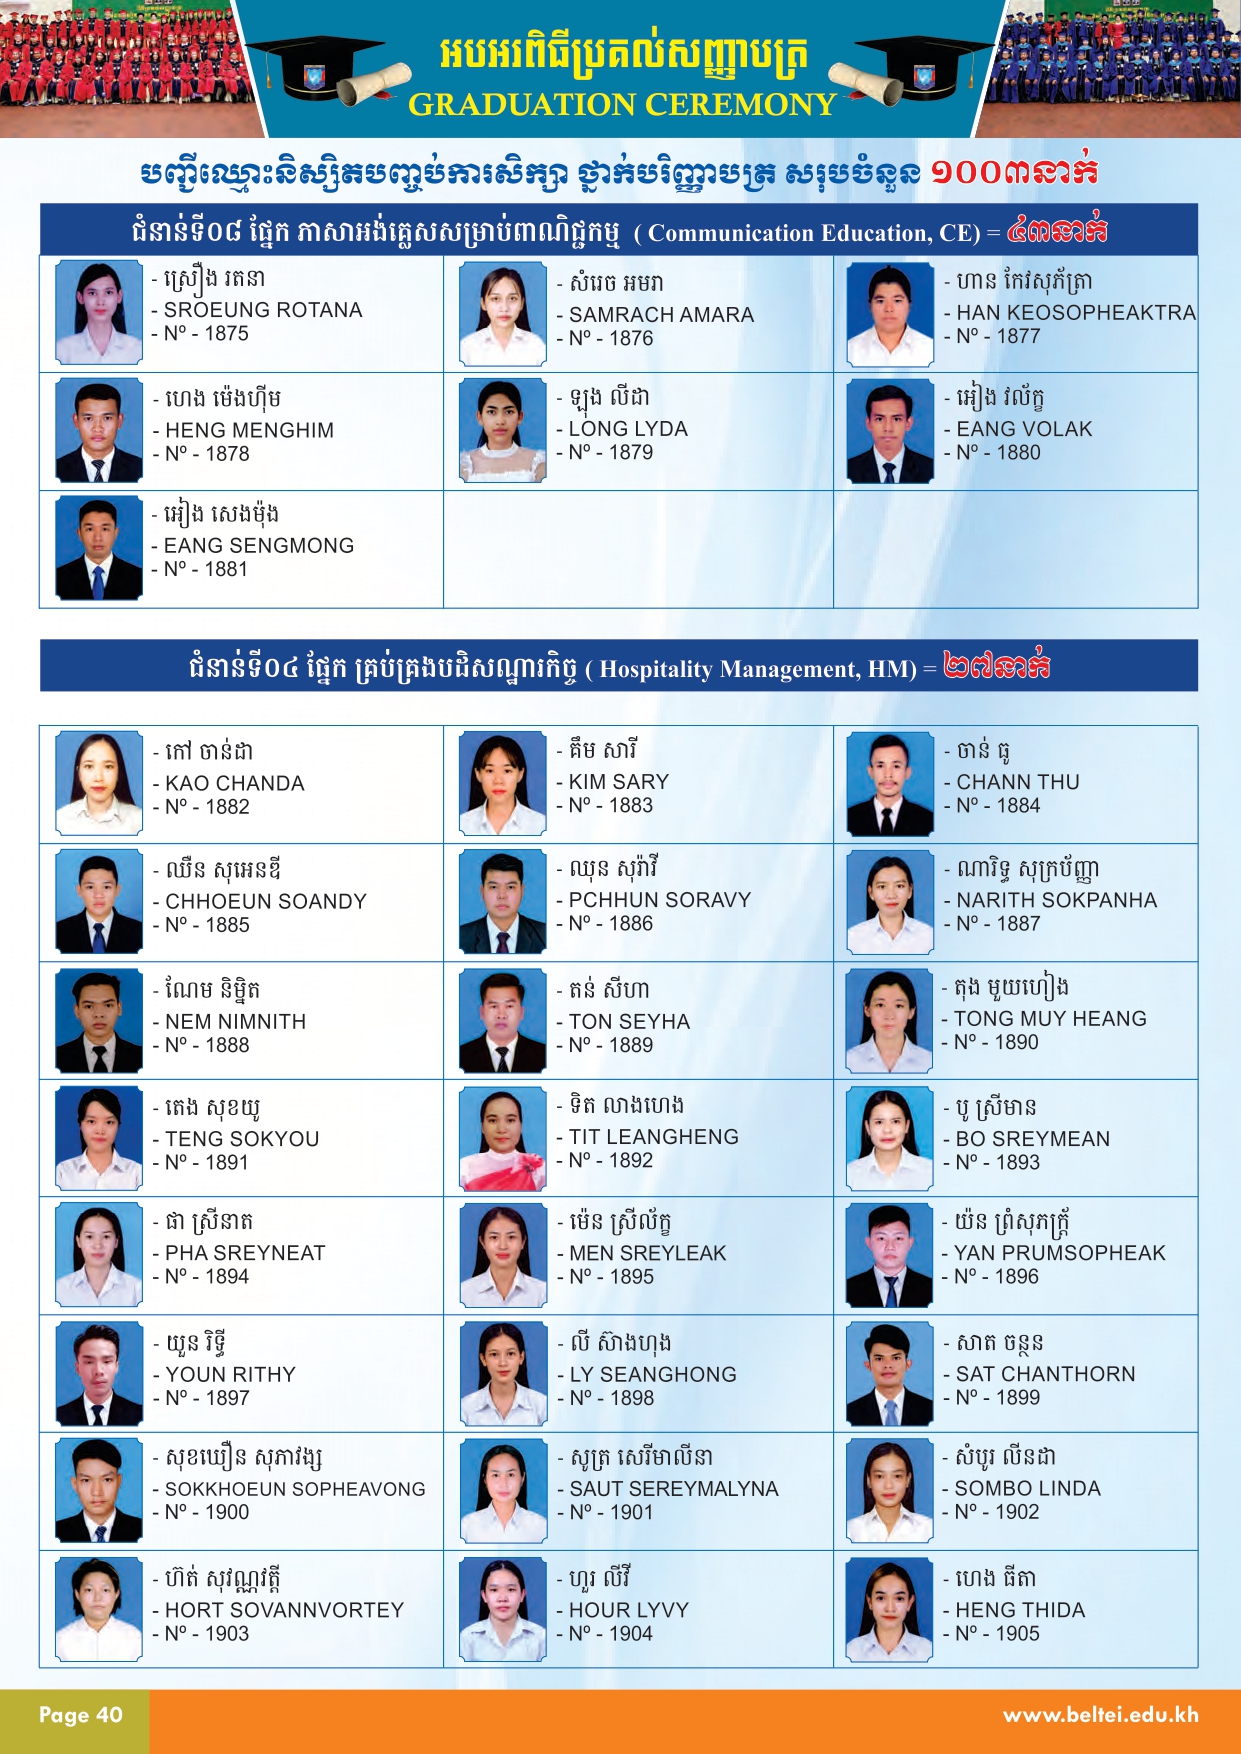 អបអរពិធីប្រគល់សញ្ញាបត្រ
GRADUATION CEREMONY
បញ្ជីឈ្មោះនិស្សិតបញ្ចប់ការសិក្សា ថ្នាក់បរិញ្ញាបត្រ សរុបចំនួន ១០០៣នាក់
ជំនាន់ទី០៨ ផ្នែក ភាសាអង់គ្លេសសម្រាប់ពាណិជ្ជកម្ម ( Communication Education, CE) = ៤៣នាក់
- ស្រឿង រតនា
- SROEUNG ROTANA
- Nº - 1875
- សំរេច អមរា
- SAMRACH AMARA
- Nº - 1876
- ហាន កែវសុភ័ត្រា
- HAN KEOSOPHEAKTRA
- Nº - 1877
- ហេង ម៉េងហ៊ីម
- HENG MENGHIM
- Nº - 1878
- ឡុង លីដា
- LONG LYDA
- Nº - 1879
- អៀង វល័ក្ខ
- EANG VOLAK
- Nº - 1880
- អៀង សេងម៉ុង
- EANG SENGMONG
- Nº - 1881
ជំនាន់ទី០៤ ផ្នែក គ្រប់គ្រងបដិសណ្ឋារកិច្ច ( Hospitality Management, HM) = ២៧នាក់
- កៅ ចាន់ដា
- KAO CHANDA
- Nº - 1882
- គឹម សារី
- KIM SARY
- Nº - 1883
- ចាន់ ធូ
- CHANN THU
- Nº - 1884
- ឈឺន សុអេនឌី
- CHHOEUN SOANDY
- Nº - 1885
- ឈុន សុរ៉ាវី
- PCHHUN SORAVY
- Nº - 1886
- ណារិទ្ធ សុក្រប័ញ្ញា
- NARITH SOKPANHA
- Nº - 1887
- ណែម និម្និត
- NEM NIMNITH
- Nº - 1888
- តន់ សីហា
- TON SEYHA
- Nº - 1889
- តុង មួយហៀង
- TONG MUY HEANG
- Nº - 1890
- តេង សុខយូ
- TENG SOKYOU
- Nº - 1891
- ទិត លាងហេង
- TIT LEANGHENG
- Nº - 1892
- បូ ស្រីមាន
- BO SREYMEAN
- Nº - 1893
- ផា ស្រីនាត
- PHA SREYNEAT
- Nº - 1894
- ម៉េន ស្រីល័ក្ខ
- MEN SREYLEAK
- Nº - 1895
- យ៉ន ព្រំសុភក្ត្រ័
- YAN PRUMSOPHEAK
- Nº - 1896
- យួន រិទ្ធី
- YOUN RITHY
- Nº - 1897
- លី ស៊ាងហុង
- LY SEANGHONG
- Nº - 1898
- សាត ចន្ថន
- SAT CHANTHORN
- Nº - 1899
- សុខឃឿន សុភាវង្ស
- SOKKHOEUN SOPHEAVONG
- Nº - 1900
- សូត្រ សេរីមាលីនា
- SAUT SEREYMALYNA
- Nº - 1901
- សំបូរ លីនដា
- SOMBO LINDA
- Nº - 1902
- ហ៊ត់ សុវណ្ណវត្តី
- HORT SOVANNVORTEY
- Nº - 1903
- ហួរ លីវី
- HOUR LYVY
- Nº - 1904
- ហេង ធីតា
- HENG THIDA
- Nº - 1905
Page 40
www.beltei.edu.kh